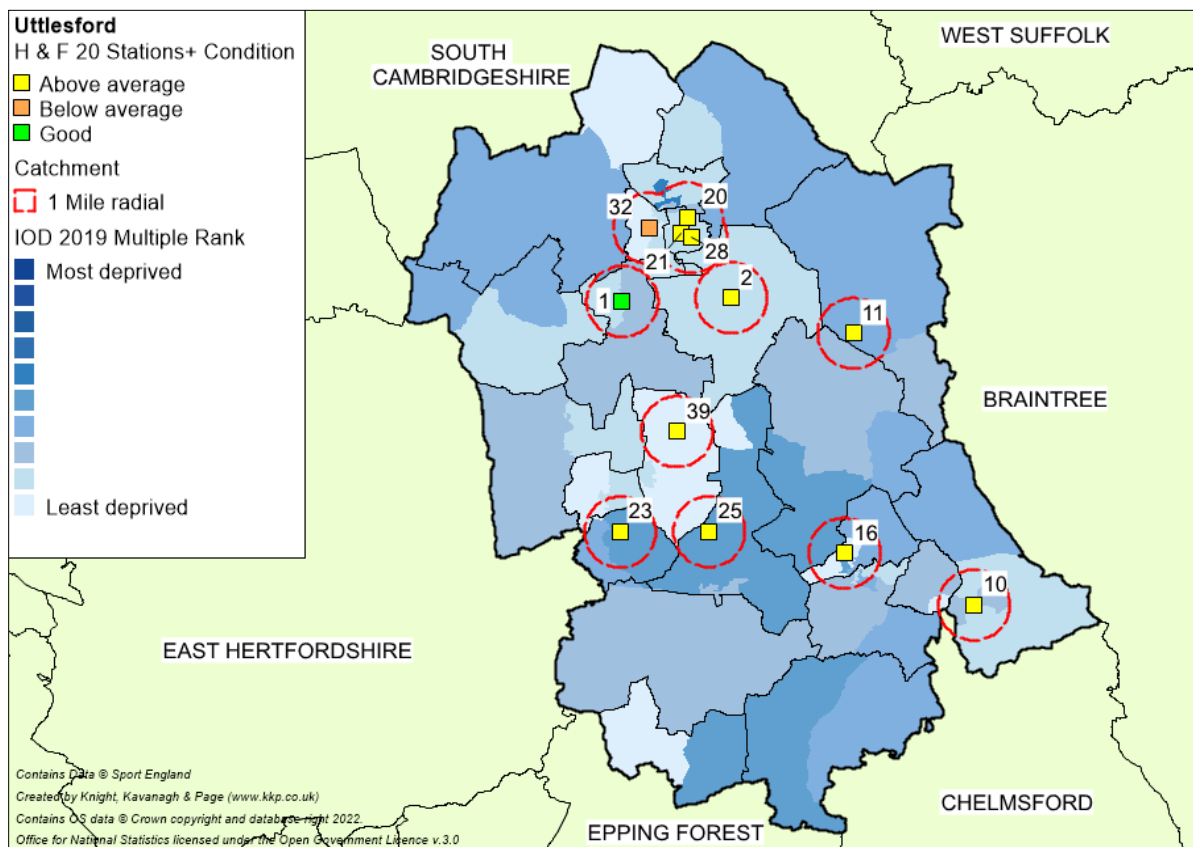 Uttlesford
H & F 20 Stations+ Condition
Above average
Below average
Good
Catchment
1 Mile radial
IOD 2019 Multiple Rank
Most deprived
Least deprived
WEST SUFFOLK
SOUTH
CAMBRIDGESHIRE
20
32
28
21
2
1
11
BRAINTREE
39
23
25
16
10
EAST HERTFORDSHIRE
CHELMSFORD
EPPING FOREST
Contains Data ® Sport England
Created by Knight, Kavanagh & Page (www.kkp.co.uk)
Contains OS data ® Crown copyright and database right 2022.
Office for National Statistics licensed under the Open Government Licence v.3.0